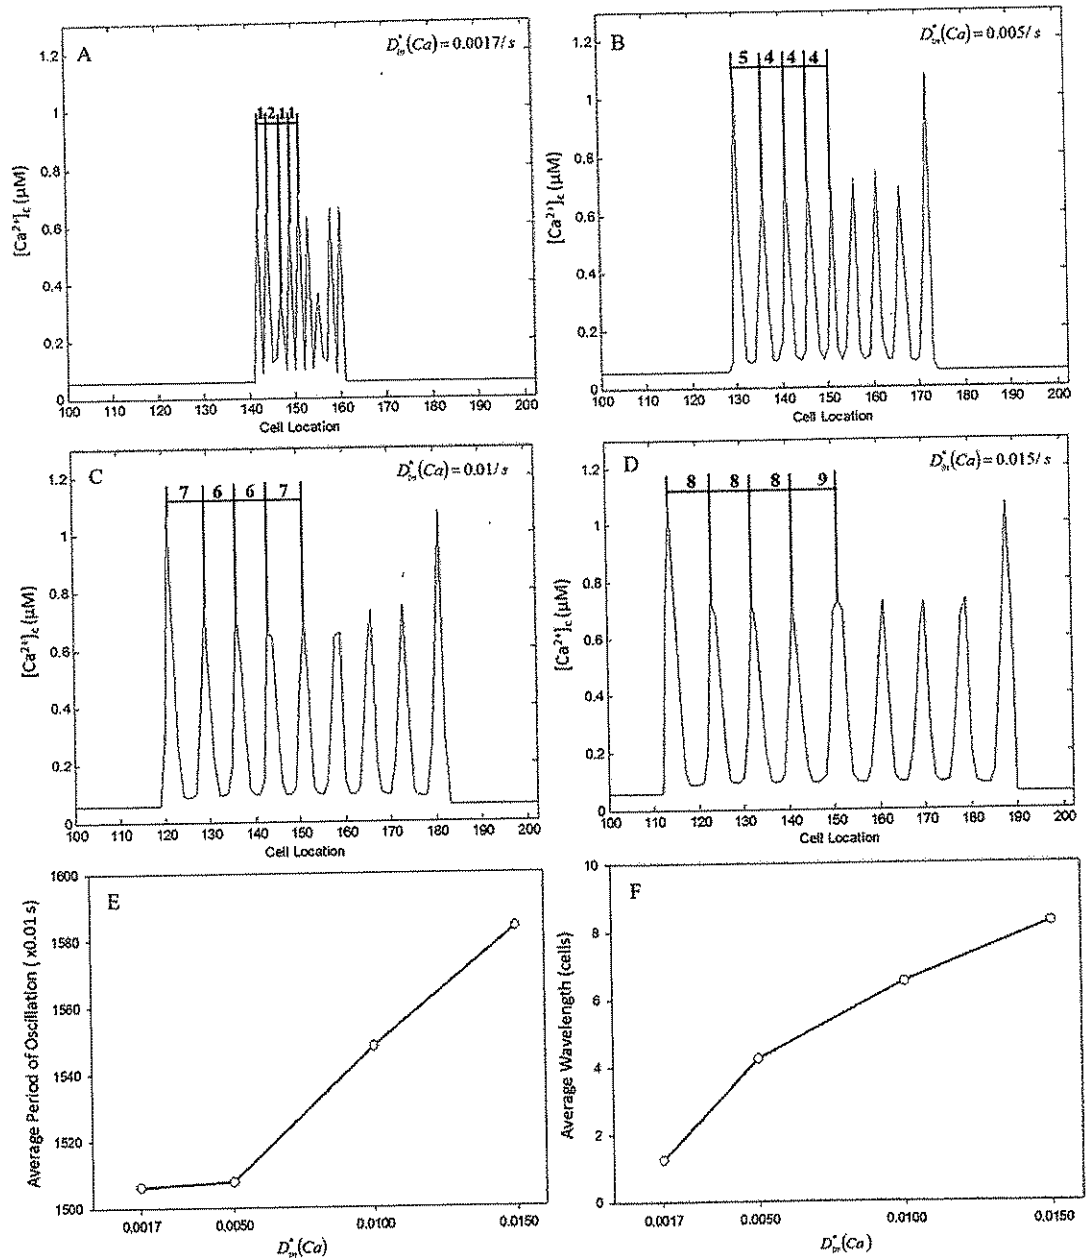 A
D*_in(Ca) = 0.0017/ s
1 2 1 1
[Ca²⁺]c (µM)
1.2
1
0.8
0.6
0.4
0.2
0
100 110 120 130 140 150 160 170 180 190 200
Cell Location
B
D*_in(Ca) = 0.005/ s
5 4 4 4
[Ca²⁺]c (µM)
1.2
1
0.8
0.6
0.4
0.2
0
100 110 120 130 140 150 160 170 180 190 200
Cell Location
C
D*_in(Ca) = 0.01/ s
7 6 6 7
[Ca²⁺]c (µM)
1.2
1
0.8
0.6
0.4
0.2
0
100 110 120 130 140 150 160 170 180 190 200
Cell Location
D
D*_in(Ca) = 0.015/ s
8 8 8 9
[Ca²⁺]c (µM)
1.2
1
0.8
0.6
0.4
0.2
0
100 110 120 130 140 150 160 170 180 190 200
Cell Location
E
Average Period of Oscillation ( x0.01 s)
1600
1580
1560
1540
1520
1500
0.0017 0.0050 0.0100 0.0150
D*_in(Ca)
F
Average Wavelength (cells)
10
8
6
4
2
0
0.0017 0.0050 0.0100 0.0150
D*_in(Ca)